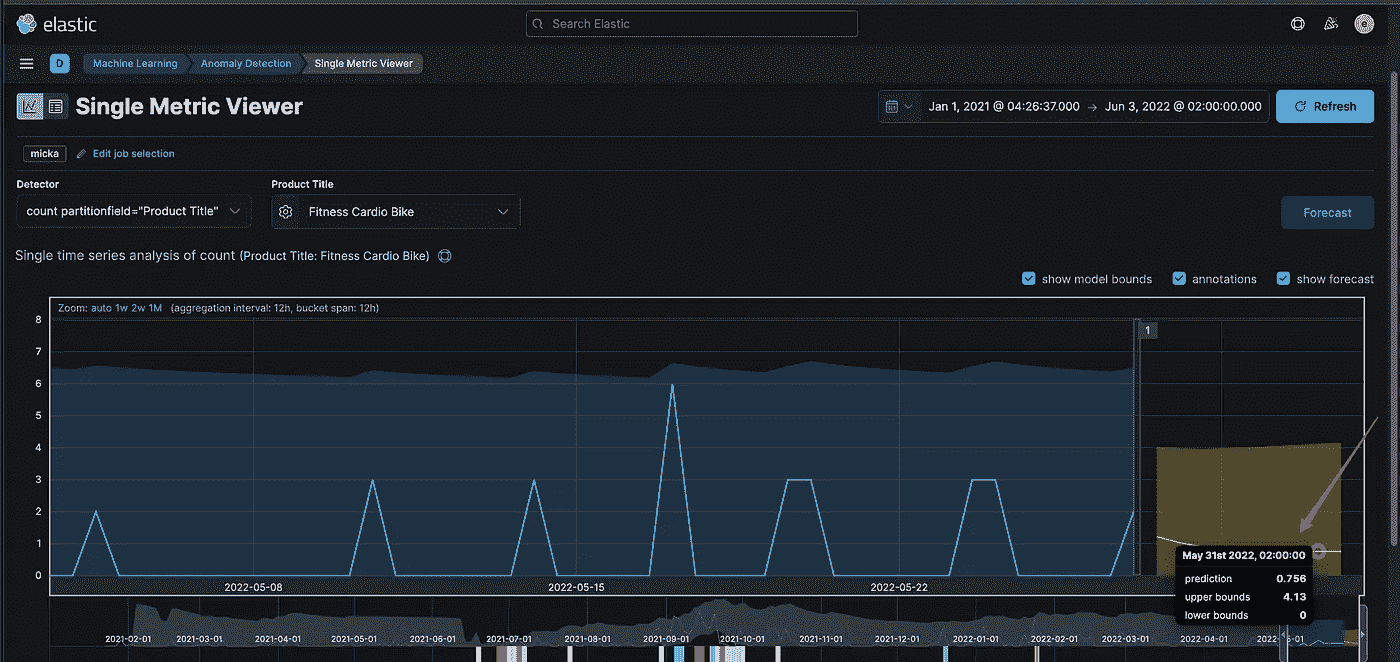 elastic
Search Elastic
D
Machine Learning
Anomaly Detection
Single Metric Viewer
Single Metric Viewer
Jan 1, 2021 @ 04:26:37.000 → Jun 3, 2022 @ 02:00:00.000
Refresh
micka
Edit job selection
Detector
Product Title
count partitionfield="Product Title"
Fitness Cardio Bike
Forecast
Single time series analysis of count (Product Title: Fitness Cardio Bike)
show model bounds
annotations
show forecast
Zoom: auto 1w 2w 1M (aggregation interval: 12h, bucket span: 12h)
8
1
7
6
5
4
3
2
1
0
2022-05-08
2022-05-15
2022-05-22
May 31st 2022, 02:00:00
prediction 0.756
upper bounds 4.13
lower bounds 0
2021-02-01
2021-03-01
2021-04-01
2021-05-01
2021-06-01
2021-07-01
2021-08-01
2021-09-01
2021-10-01
2021-11-01
2021-12-01
2022-01-01
2022-02-01
2022-03-01
2022-04-01